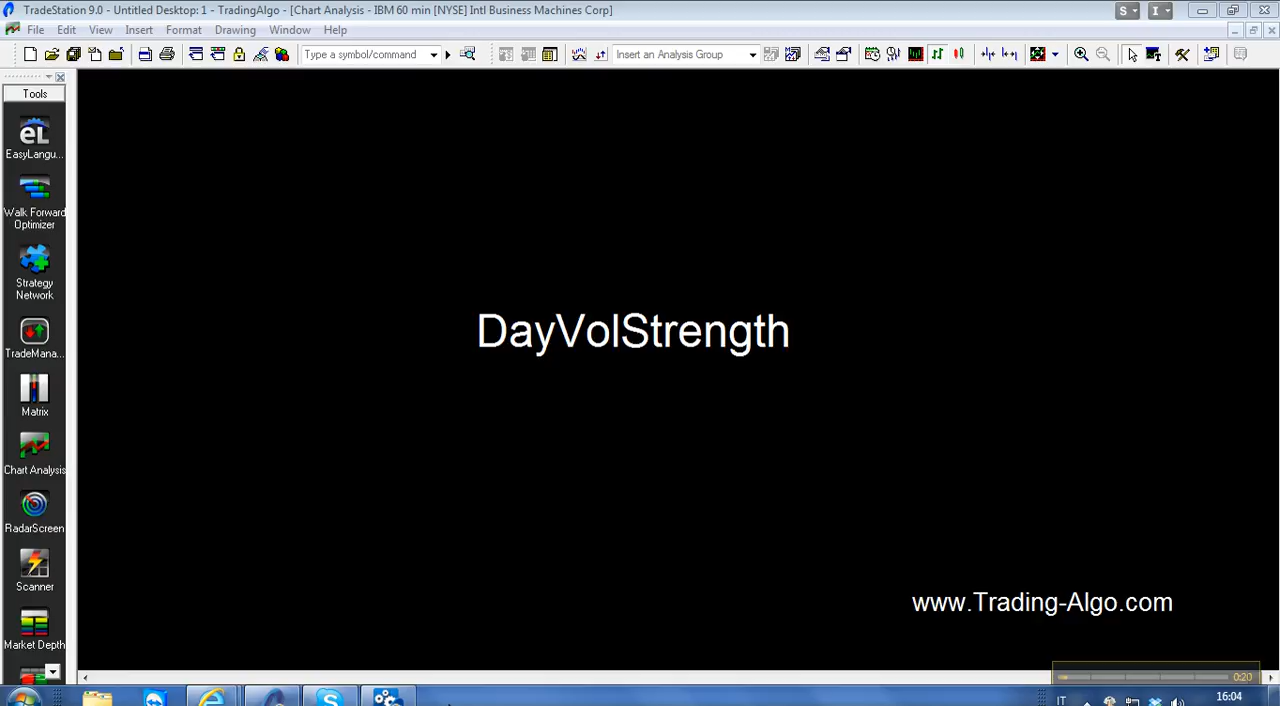 TradeStation 9.0 - Untitled Desktop: 1 - TradingAlgo - [Chart Analysis - IBM 60 min [NYSE] Intl Business Machines Corp]
S I
File Edit View Insert Format Drawing Window Help
Type a symbol/command Insert an Analysis Group
Tools
eL
EasyLangu...
Walk Forward
Optimizer
Strategy
Network
TradeMana...
Matrix
Chart Analysis
RadarScreen
Scanner
Market Depth
DayVolStrength
www.Trading-Algo.com
0:20
IT 16:04